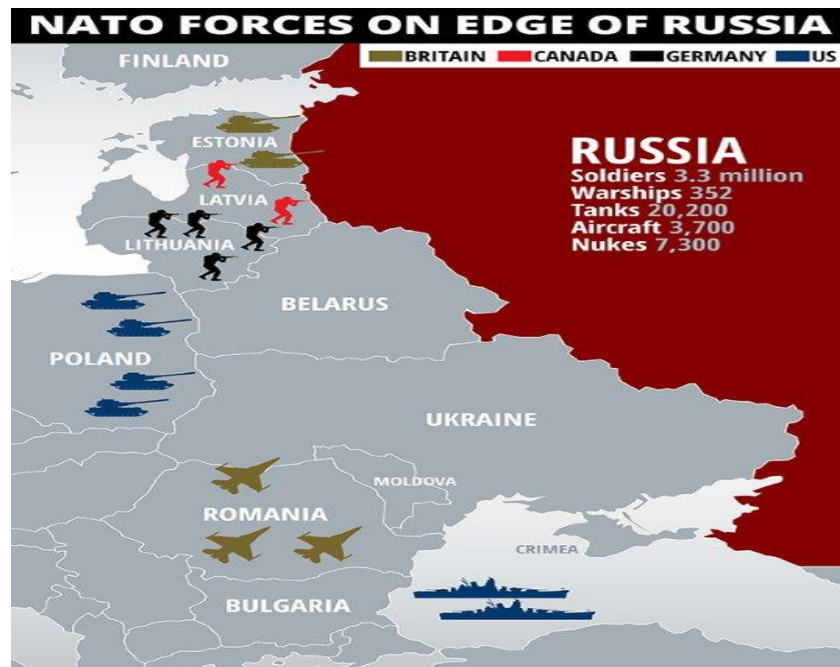 NATO FORCES ON EDGE OF RUSSIA
BRITAIN CANADA GERMANY US
FINLAND
ESTONIA
RUSSIA
Soldiers 3.3 million
Warships 352
Tanks 20,200
Aircraft 3,700
Nukes 7,300
LATVIA
LITHUANIA
BELARUS
POLAND
UKRAINE
MOLDOVA
ROMANIA
CRIMEA
BULGARIA